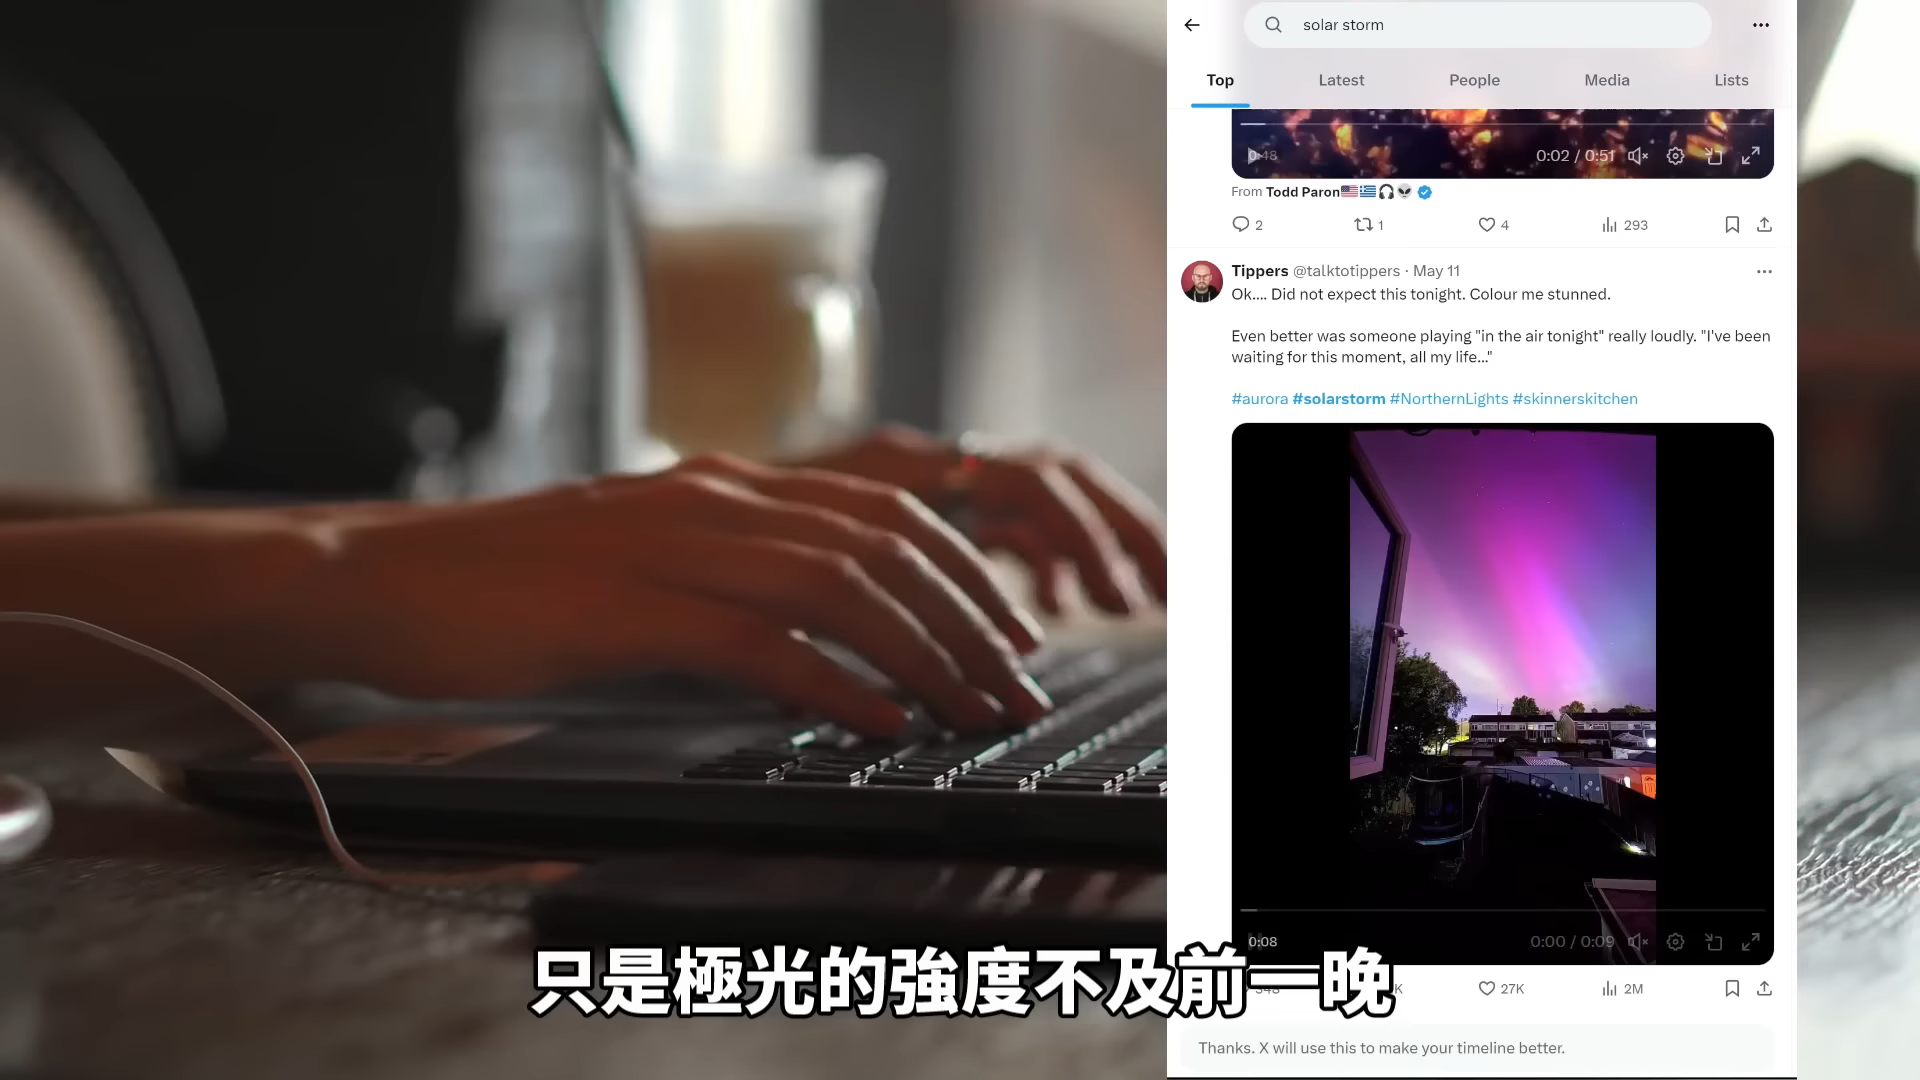 solar storm
Top
Latest
People
Media
Lists
0:48
0:02 / 0:51
From Todd Paron
2
1
4
293
Tippers @talktotippers · May 11
Ok.... Did not expect this tonight. Colour me stunned.
Even better was someone playing "in the air tonight" really loudly. "I've been
waiting for this moment, all my life..."
#aurora #solarstorm #NorthernLights #skinnerskitchen
0:08
0:00 / 0:09
只是極光的強度不及前一晚
27K
2M
Thanks. X will use this to make your timeline better.